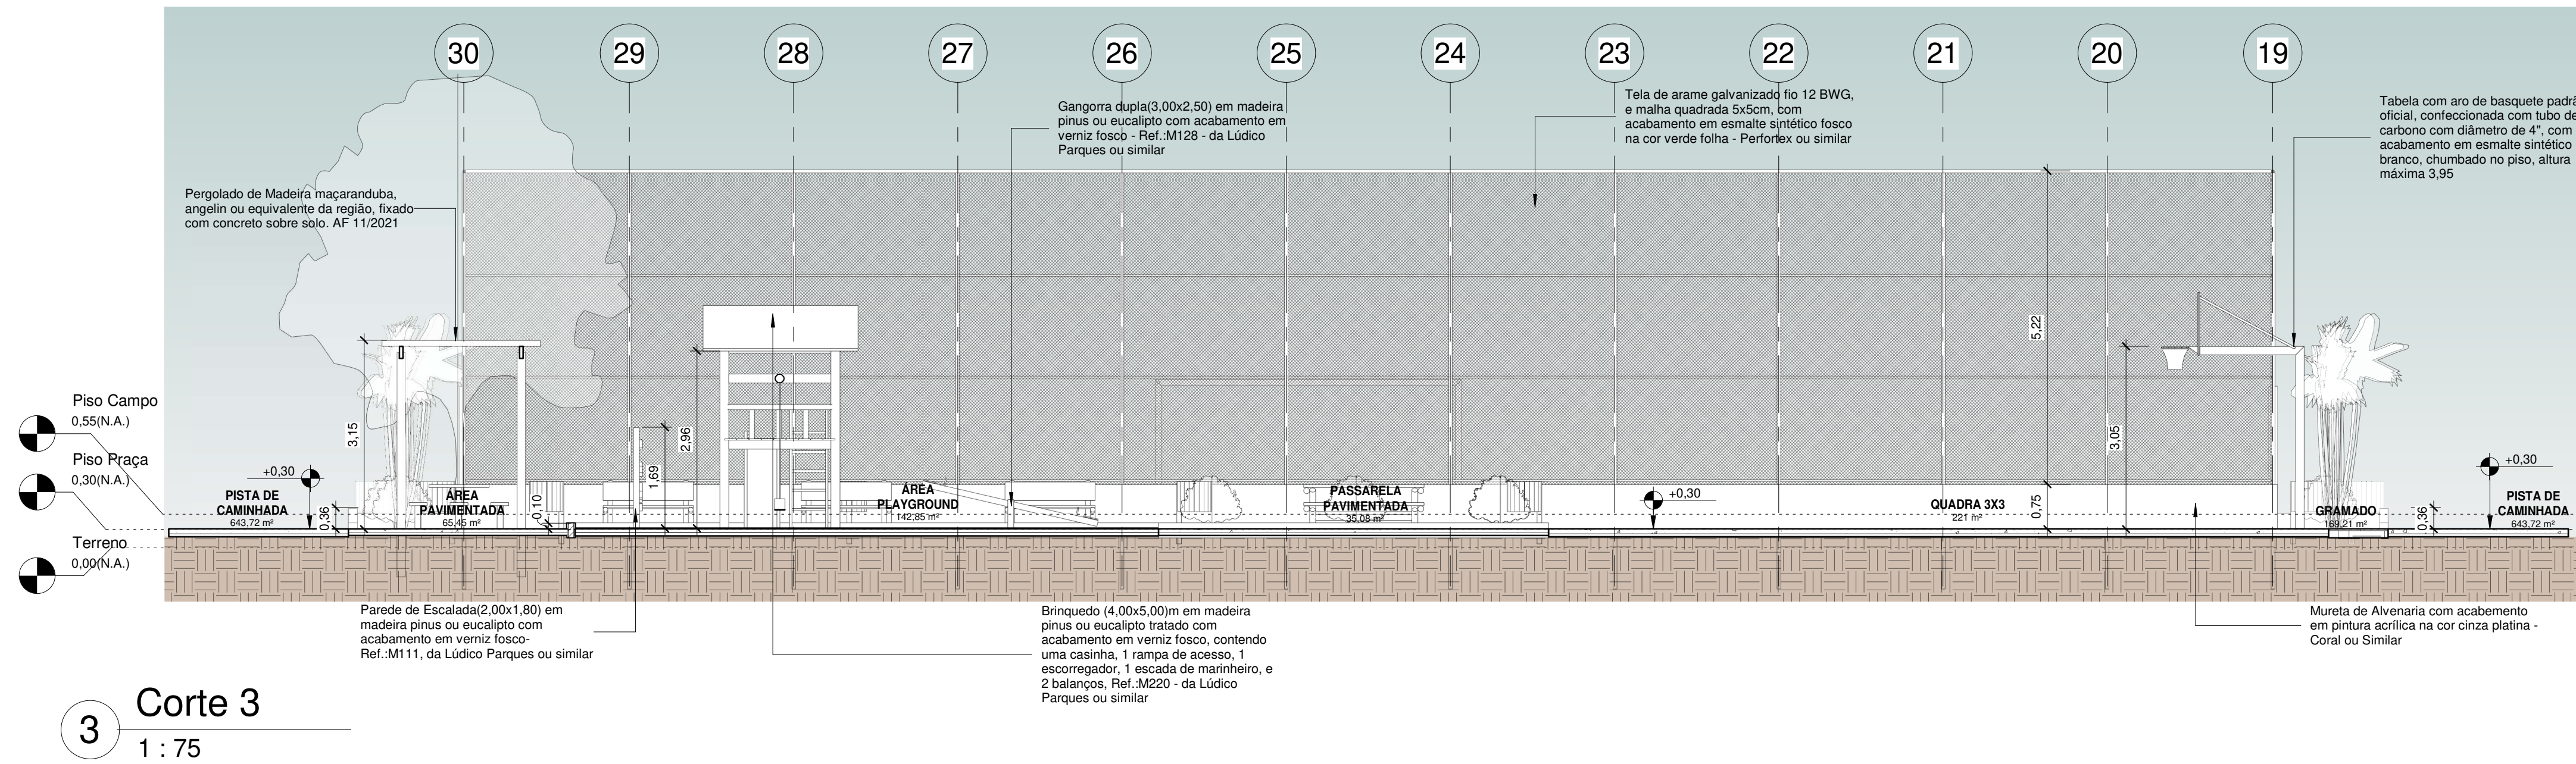 30
29
28
27
26
25
24
23
22
21
20
19
Gangorra dupla(3,00x2,50) em madeira
pinus ou eucalipto com acabamento em
verniz fosco - Ref.:M128 - da Lúdico
Parques ou similar
Tela de arame galvanizado fio 12 BWG,
e malha quadrada 5x5cm, com
acabamento em esmalte sintético fosco
na cor verde folha - Perfortex ou similar
Tabela com aro de basquete padrã
oficial, confeccionada com tubo de
carbono com diâmetro de 4", com
acabamento em esmalte sintético
branco, chumbado no piso, altura
máxima 3,95
Pergolado de Madeira maçaranduba,
angelin ou equivalente da região, fixado
com concreto sobre solo. AF 11/2021
Piso Campo
0,55(N.A.)
Piso Praça
0,30(N.A.)
Terreno
0,00(N.A.)
+0,30
PISTA DE
CAMINHADA
643,72 m²
0,36
3,15
ÁREA
PAVIMENTADA
65,45 m²
0,10
1,69
2,96
ÁREA
PLAYGROUND
142,85 m²
PASSARELA
PAVIMENTADA
35,08 m²
+0,30
QUADRA 3X3
221 m²
5,22
0,75
3,05
GRAMADO
169,21 m²
0,36
+0,30
PISTA DE
CAMINHADA
643,72 m²
Parede de Escalada(2,00x1,80) em
madeira pinus ou eucalipto com
acabamento em verniz fosco-
Ref.:M111, da Lúdico Parques ou similar
Brinquedo (4,00x5,00)m em madeira
pinus ou eucalipto tratado com
acabamento em verniz fosco, contendo
uma casinha, 1 rampa de acesso, 1
escorregador, 1 escada de marinheiro, e
2 balanços, Ref.:M220 - da Lúdico
Parques ou similar
Mureta de Alvenaria com acabemento
em pintura acrílica na cor cinza platina -
Coral ou Similar
3
Corte 3
1 : 75